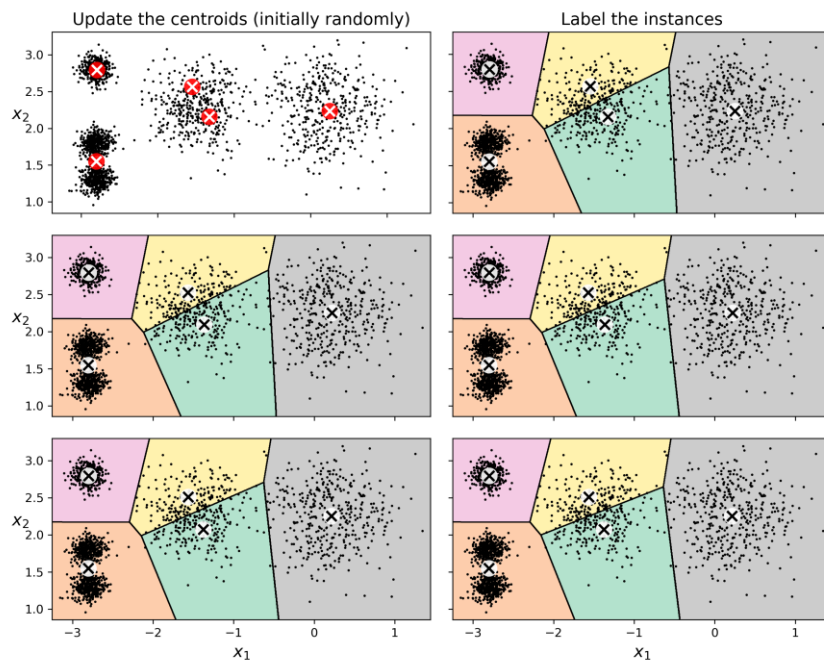 Update the centroids (initially randomly)
Label the instances
3.0
2.5
x₂
2.0
1.5
1.0
3.0
2.5
x₂
2.0
1.5
1.0
3.0
2.5
x₂
2.0
1.5
1.0
−3 −2 −1 0 1
−3 −2 −1 0 1
x₁
x₁